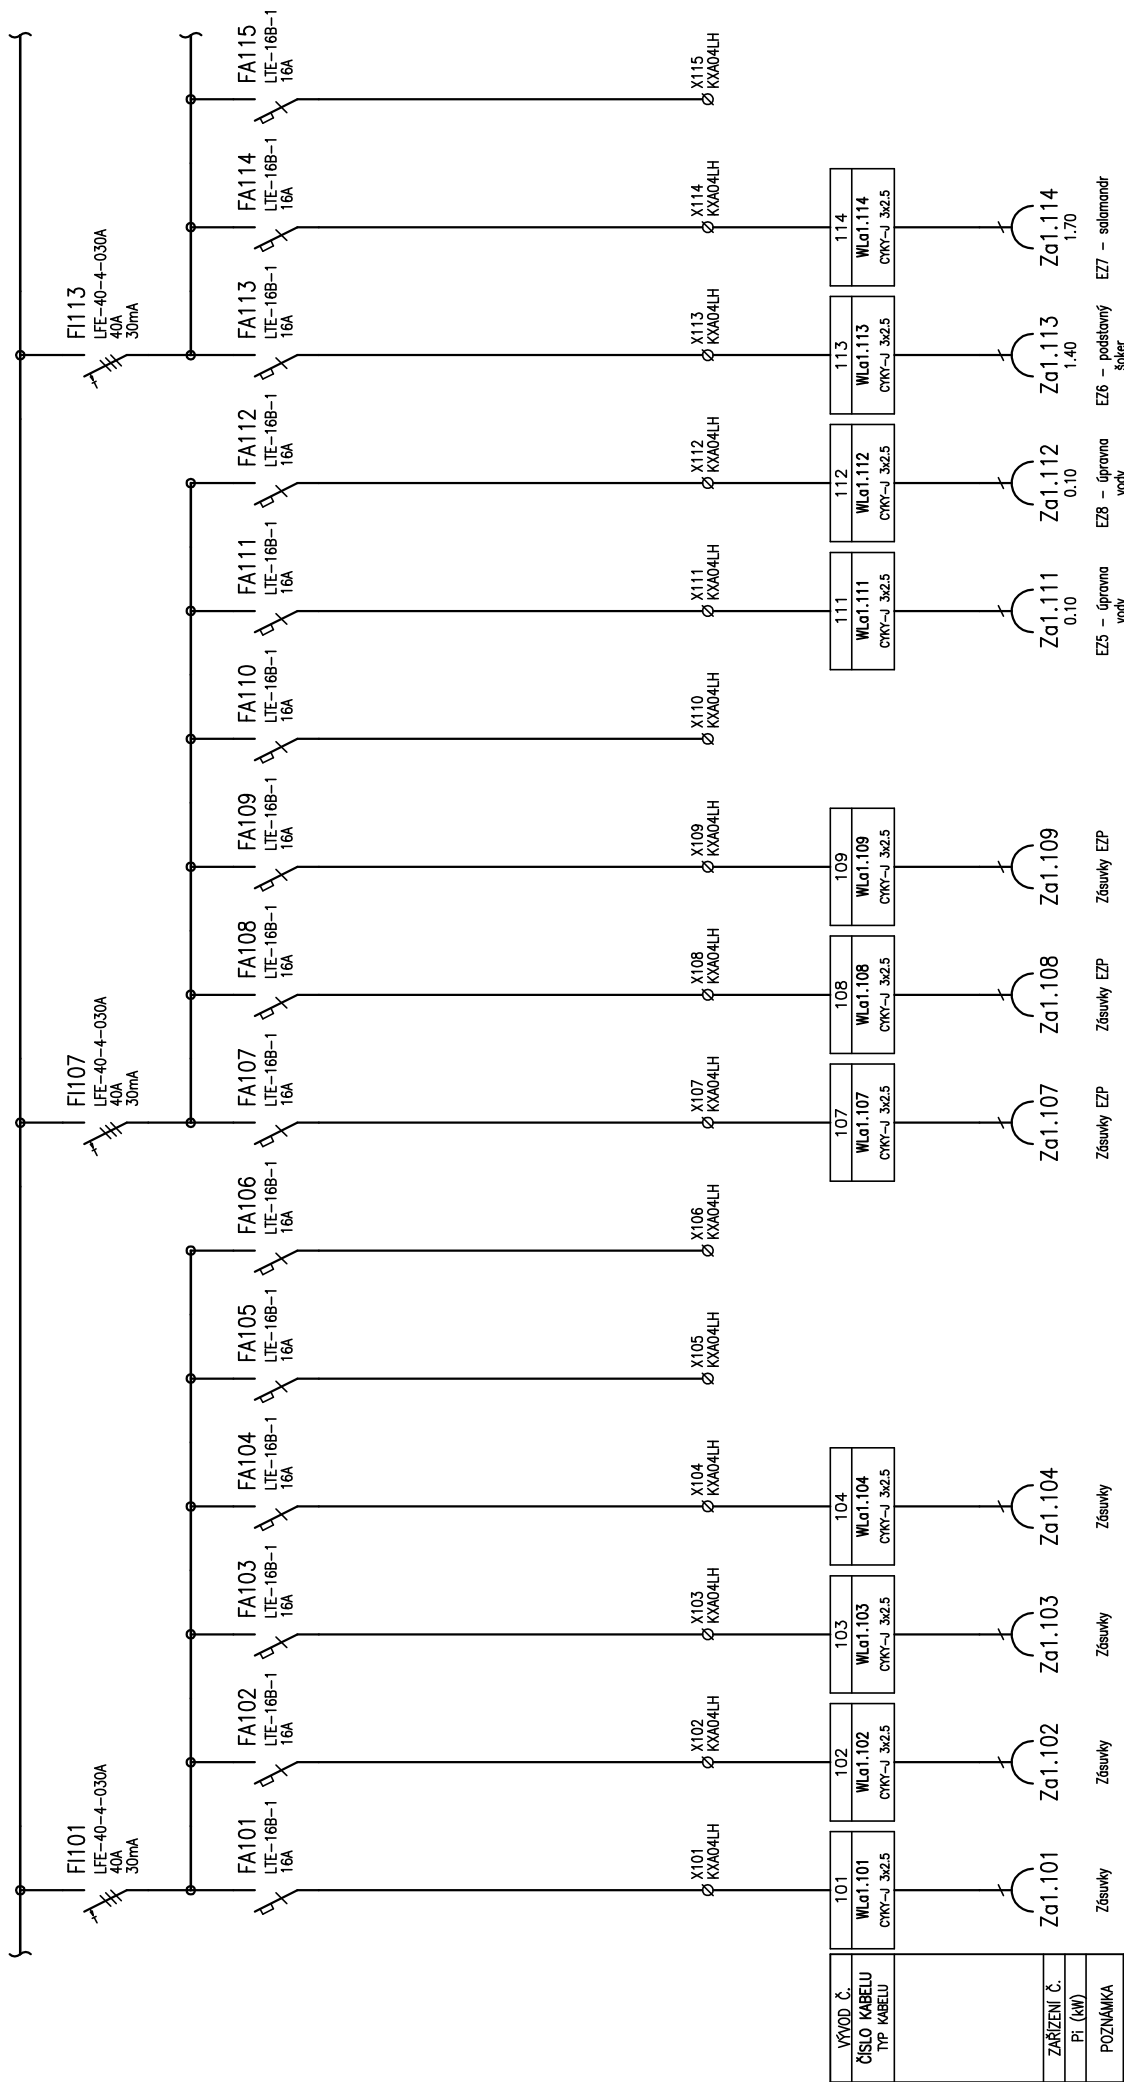 FI101
LFE-40-4-030A
40A
30mA
FI107
LFE-40-4-030A
40A
30mA
FI113
LFE-40-4-030A
40A
30mA
FA101
LTE-16B-1
16A
FA102
LTE-16B-1
16A
FA103
LTE-16B-1
16A
FA104
LTE-16B-1
16A
FA105
LTE-16B-1
16A
FA106
LTE-16B-1
16A
FA107
LTE-16B-1
16A
FA108
LTE-16B-1
16A
FA109
LTE-16B-1
16A
FA110
LTE-16B-1
16A
FA111
LTE-16B-1
16A
FA112
LTE-16B-1
16A
FA113
LTE-16B-1
16A
FA114
LTE-16B-1
16A
FA115
LTE-16B-1
16A
X101
KXA04LH
X102
KXA04LH
X103
KXA04LH
X104
KXA04LH
X105
KXA04LH
X106
KXA04LH
X107
KXA04LH
X108
KXA04LH
X109
KXA04LH
X110
KXA04LH
X111
KXA04LH
X112
KXA04LH
X113
KXA04LH
X114
KXA04LH
X115
KXA04LH
VÝVOD Č.
ČÍSLO KABELU
TYP KABELU
101
WLa1.101
CYKY-J 3x2.5
102
WLa1.102
CYKY-J 3x2.5
103
WLa1.103
CYKY-J 3x2.5
104
WLa1.104
CYKY-J 3x2.5
107
WLa1.107
CYKY-J 3x2.5
108
WLa1.108
CYKY-J 3x2.5
109
WLa1.109
CYKY-J 3x2.5
111
WLa1.111
CYKY-J 3x2.5
112
WLa1.112
CYKY-J 3x2.5
113
WLa1.113
CYKY-J 3x2.5
114
WLa1.114
CYKY-J 3x2.5
ZAŘÍZENÍ Č.
Pi (kW)
POZNÁMKA
Za1.101
Zásuvky
Za1.102
Zásuvky
Za1.103
Zásuvky
Za1.104
Zásuvky
Za1.107
Zásuvky EZP
Za1.108
Zásuvky EZP
Za1.109
Zásuvky EZP
Za1.111
0.10
EZ5 - úpravna
vody
Za1.112
0.10
EZ8 - úpravna
vody
Za1.113
1.40
EZ6 - podstavný
šoker
Za1.114
1.70
EZ7 - salamandr